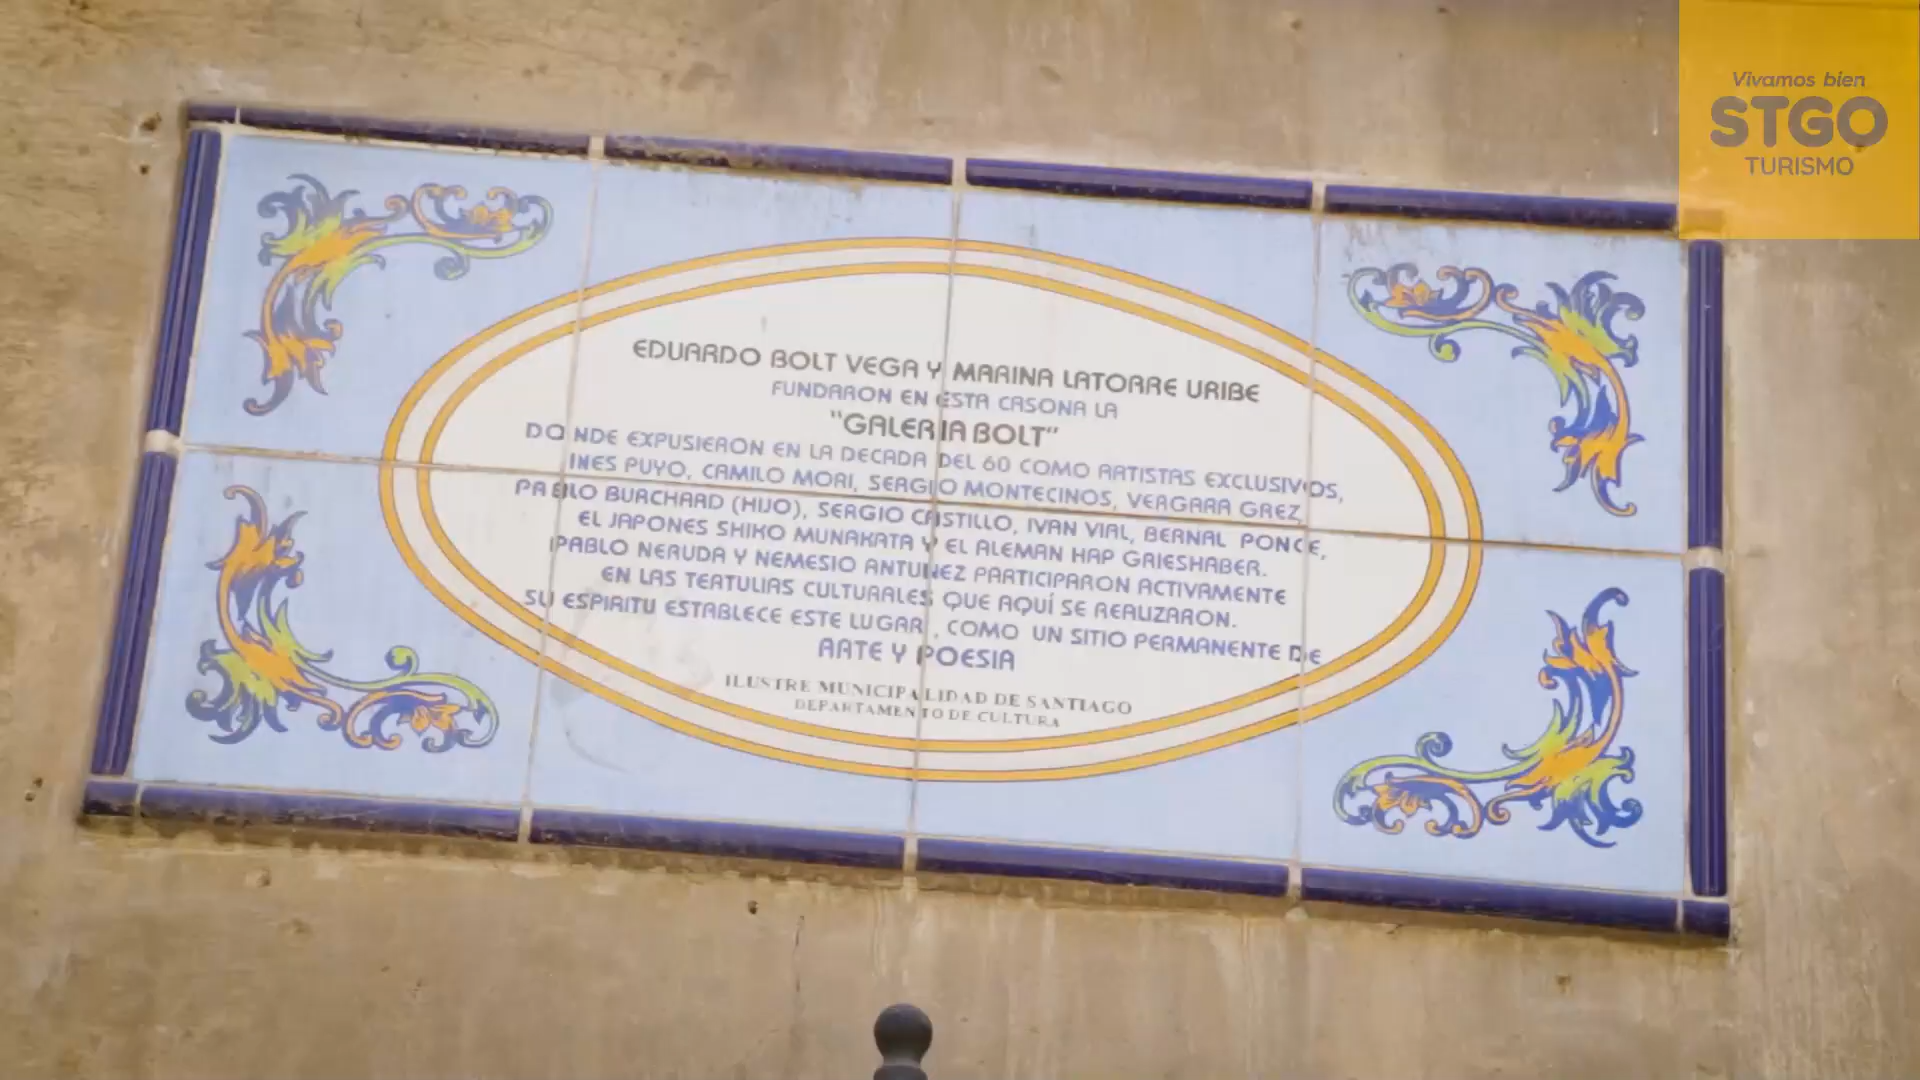 EDUARDO BOLT VEGA Y MARINA LATORRE URIBE
FUNDARON EN ESTA CASONA LA
"GALERIA BOLT"
DONDE EXPUSIERON EN LA DECADA DEL 60 COMO ARTISTAS EXCLUSIVOS,
INES PUYO, CAMILO MORI, SERGIO MONTECINOS, VERGARA GREZ,
PABLO BURCHARD (HIJO), SERGIO CASTILLO, IVAN VIAL, BERNAL PONCE,
EL JAPONES SHIKO MUNAKATA Y EL ALEMAN HAP GRIESHABER.
PABLO NERUDA Y NEMESIO ANTUNEZ PARTICIPARON ACTIVAMENTE
EN LAS TERTULIAS CULTURALES QUE AQUÍ SE REALIZARON.
SU ESPIRITU ESTABLECE ESTE LUGAR, COMO UN SITIO PERMANENTE DE
ARTE Y POESIA
ILUSTRE MUNICIPALIDAD DE SANTIAGO
DEPARTAMENTO DE CULTURA
Vivamos bien
STGO
TURISMO